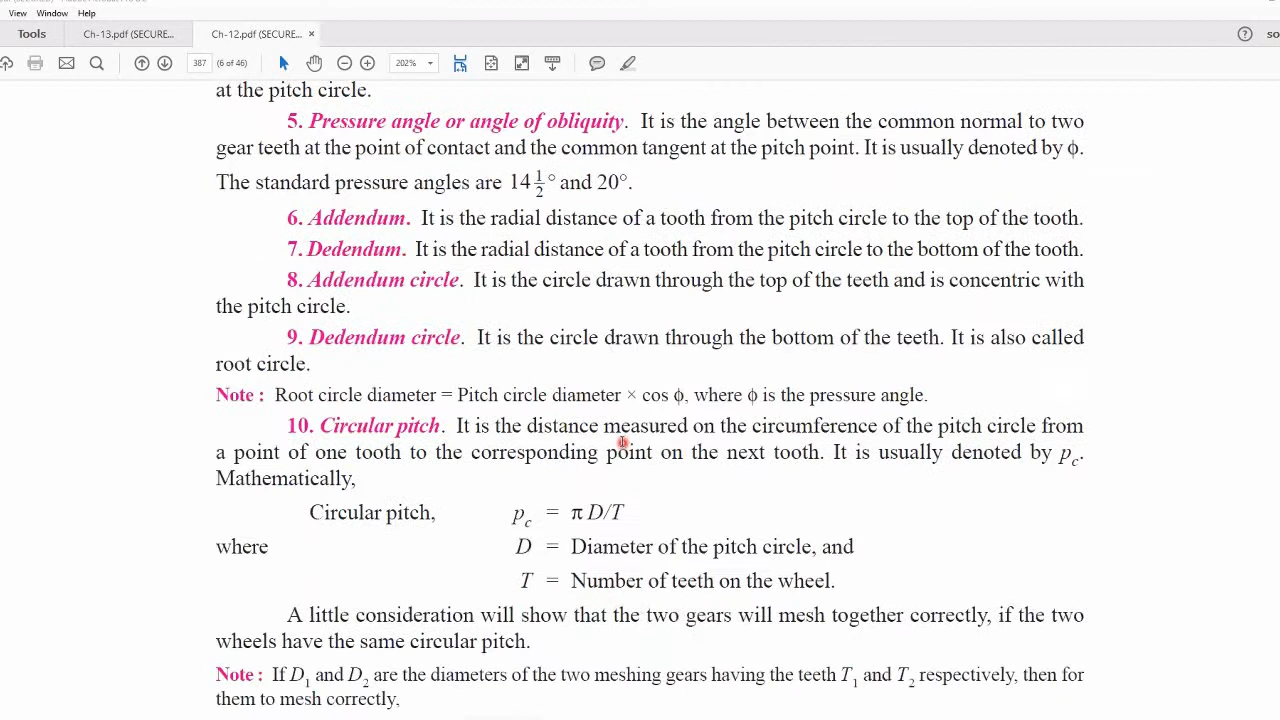 View Window Help
Tools Ch-13.pdf (SECURE... Ch-12.pdf (SECURE... ×
387 (6 of 46) 202%
at the pitch circle.
5. Pressure angle or angle of obliquity. It is the angle between the common normal to two
gear teeth at the point of contact and the common tangent at the pitch point. It is usually denoted by ϕ.
The standard pressure angles are 14 1/2° and 20°.
6. Addendum. It is the radial distance of a tooth from the pitch circle to the top of the tooth.
7. Dedendum. It is the radial distance of a tooth from the pitch circle to the bottom of the tooth.
8. Addendum circle. It is the circle drawn through the top of the teeth and is concentric with
the pitch circle.
9. Dedendum circle. It is the circle drawn through the bottom of the teeth. It is also called
root circle.
Note : Root circle diameter = Pitch circle diameter × cos ϕ, where ϕ is the pressure angle.
10. Circular pitch. It is the distance measured on the circumference of the pitch circle from
a point of one tooth to the corresponding point on the next tooth. It is usually denoted by pc.
Mathematically,
Circular pitch, pc = π D/T
where D = Diameter of the pitch circle, and
T = Number of teeth on the wheel.
A little consideration will show that the two gears will mesh together correctly, if the two
wheels have the same circular pitch.
Note : If D1 and D2 are the diameters of the two meshing gears having the teeth T1 and T2 respectively, then for
them to mesh correctly,